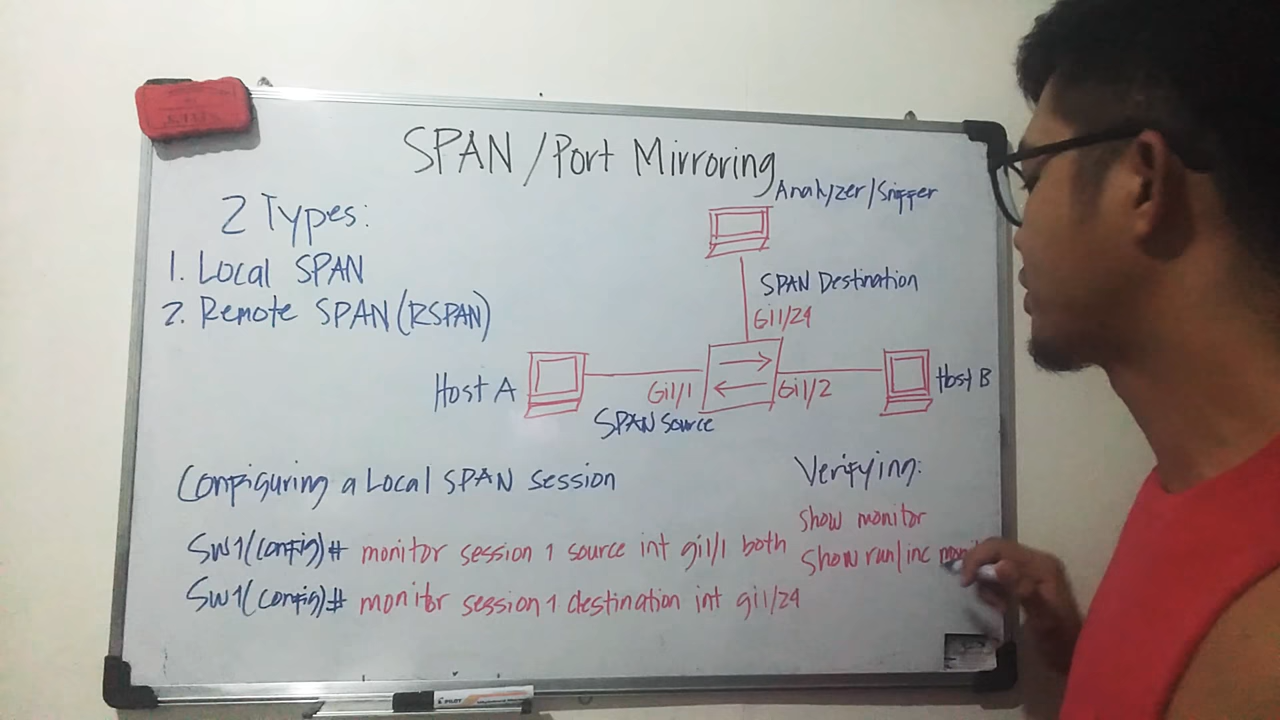 SPAN / Port Mirroring
2 Types:
1. Local SPAN
2. Remote SPAN (RSPAN)
Analyzer/Sniffer
SPAN Destination
Gi1/24
Host A
Gi1/1
Gi1/2
Host B
SPAN Source
Configuring a Local SPAN session
SW1(config)# monitor session 1 source int gi1/1 both
SW1(config)# monitor session 1 destination int gi1/24
Verifying:
show monitor
show run/inc
PILOT